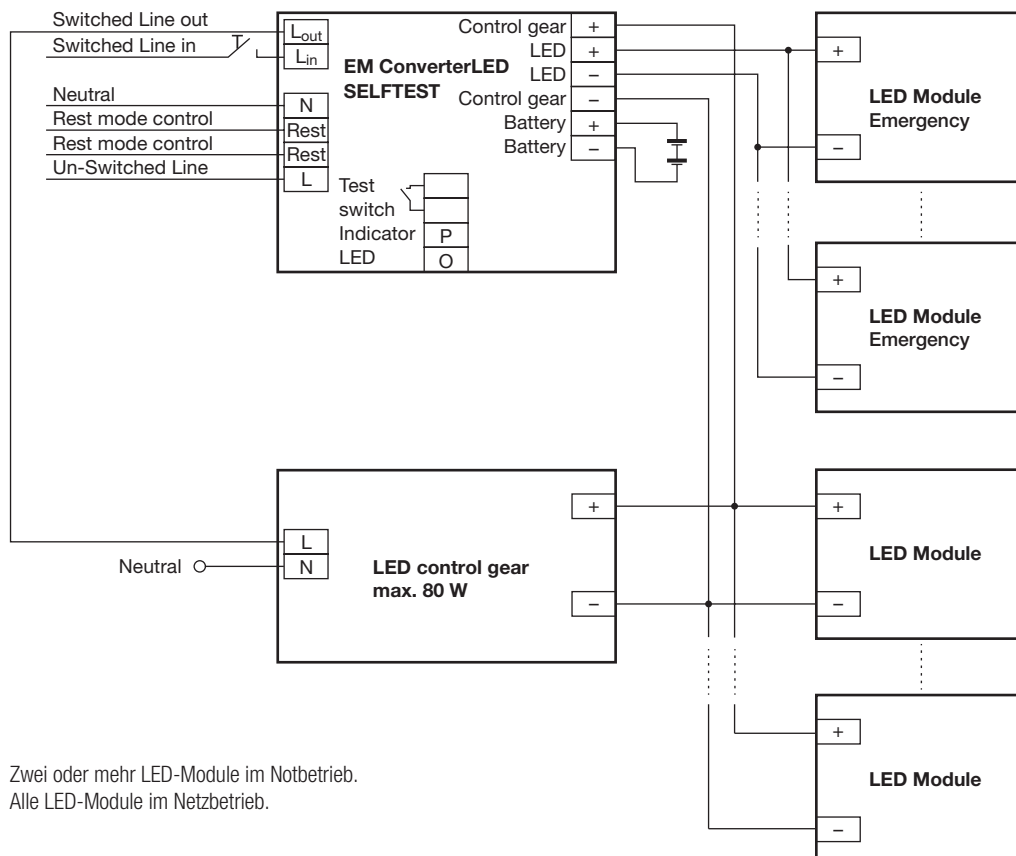 Switched Line out
Switched Line in
Neutral
Rest mode control
Rest mode control
Un-Switched Line
Lout
Lin
N
Rest
Rest
L
EM ConverterLED
SELFTEST
Test
switch
Indicator
LED
P
O
Control gear +
LED +
LED −
Control gear −
Battery +
Battery −
+
−
LED Module
Emergency
+
−
LED Module
Emergency
Neutral
L
N
LED control gear
max. 80 W
+
−
+
−
LED Module
+
−
LED Module
Zwei oder mehr LED-Module im Notbetrieb.
Alle LED-Module im Netzbetrieb.